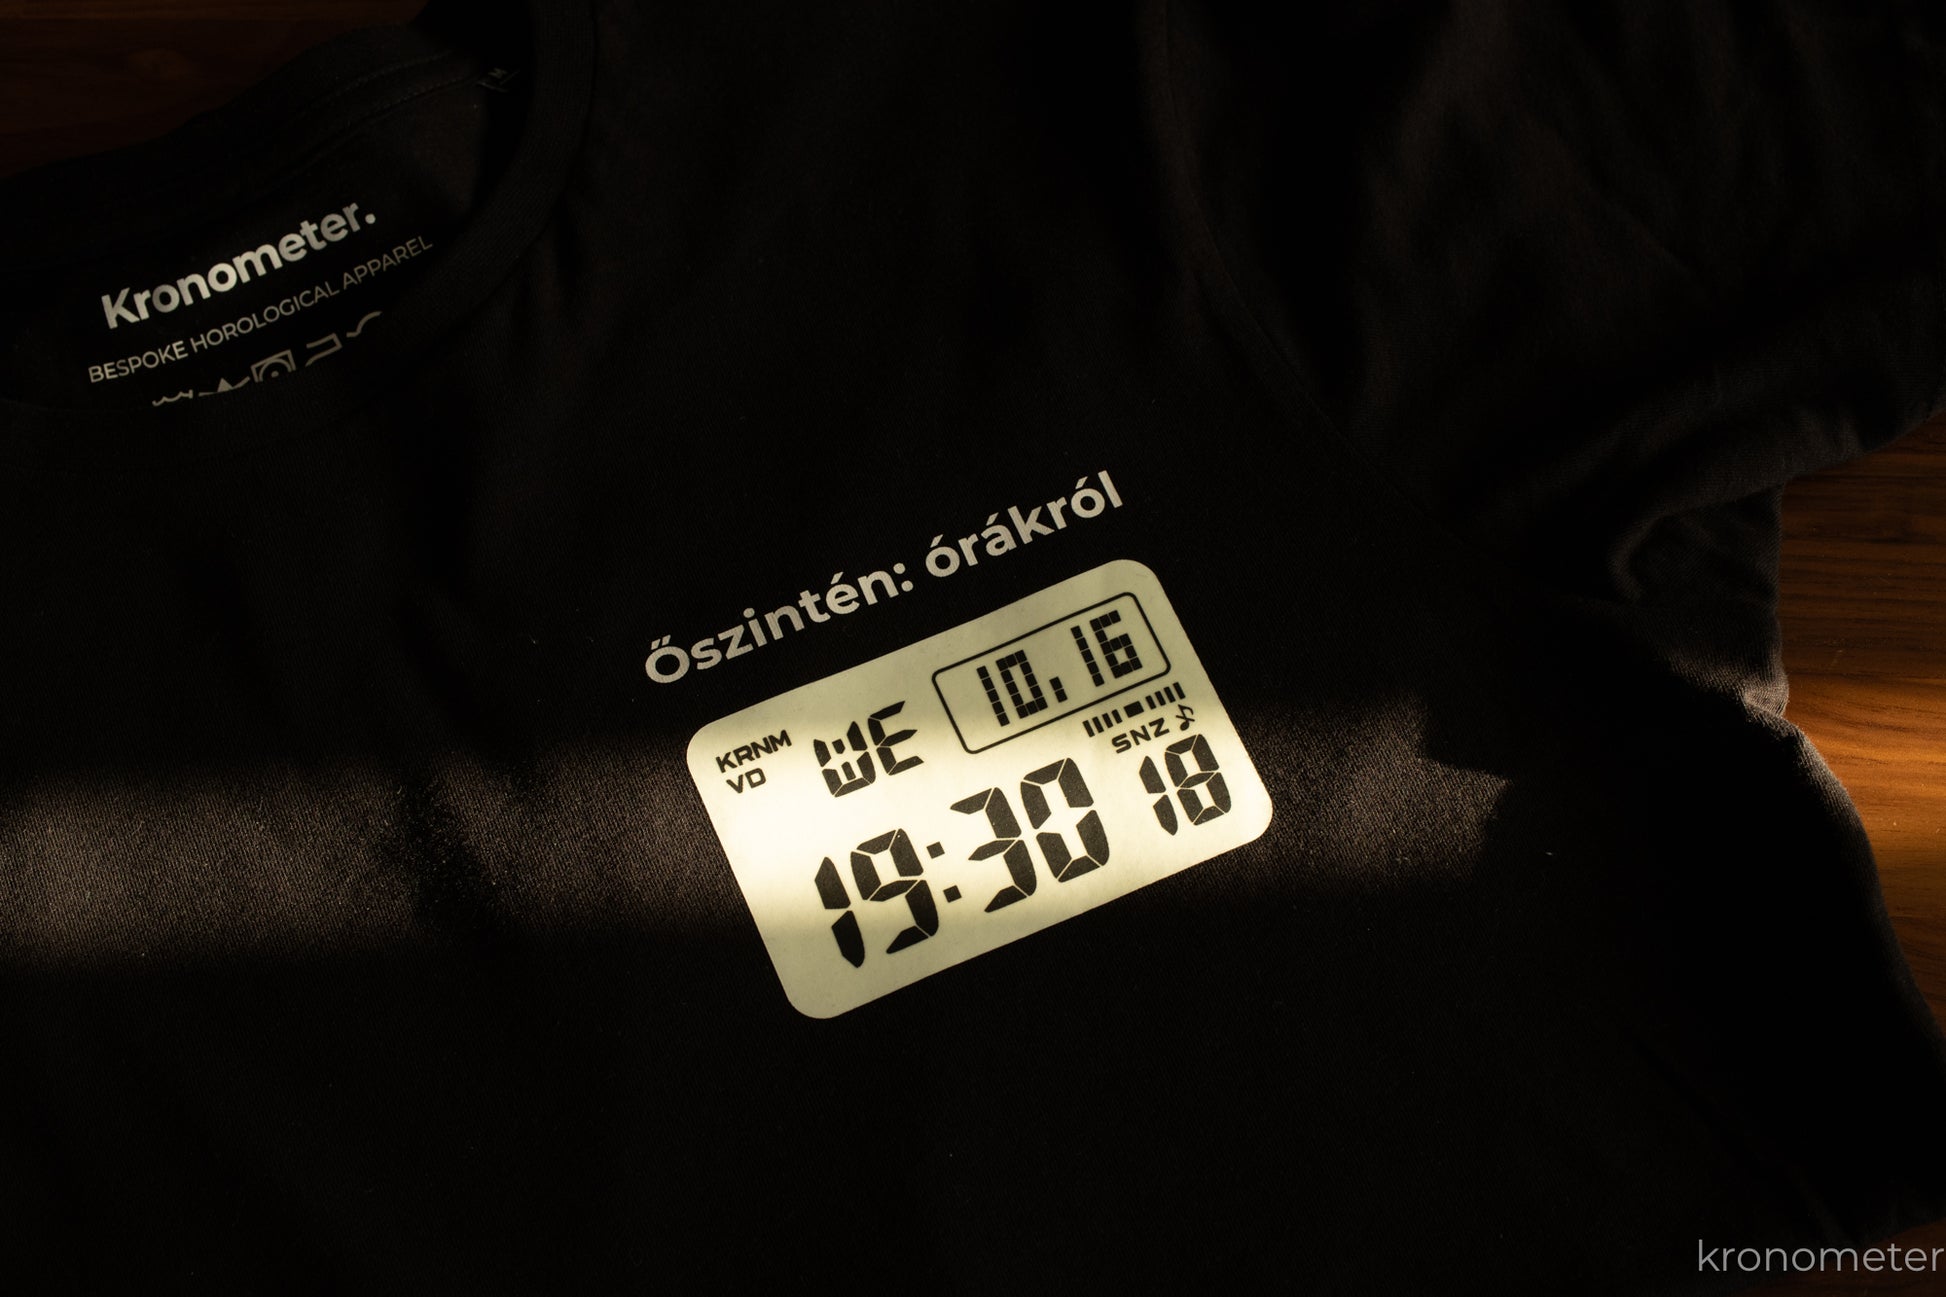 Kronometer.
BESPOKE HOROLOGICAL APPAREL
Őszintén: órákról
KRNM
VD
WE
10.16
SNZ
19:30 18
kronometer